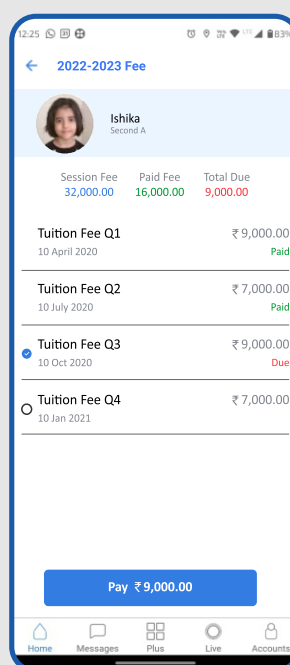 12:25 83%
2022-2023 Fee
Ishika
Second A
Session Fee Paid Fee Total Due
32,000.00 16,000.00 9,000.00
Tuition Fee Q1 ₹ 9,000.00
10 April 2020 Paid
Tuition Fee Q2 ₹ 7,000.00
10 July 2020 Paid
Tuition Fee Q3 ₹ 9,000.00
10 Oct 2020 Due
Tuition Fee Q4 ₹ 7,000.00
10 Jan 2021
Pay ₹ 9,000.00
Home Messages Plus Live Accounts